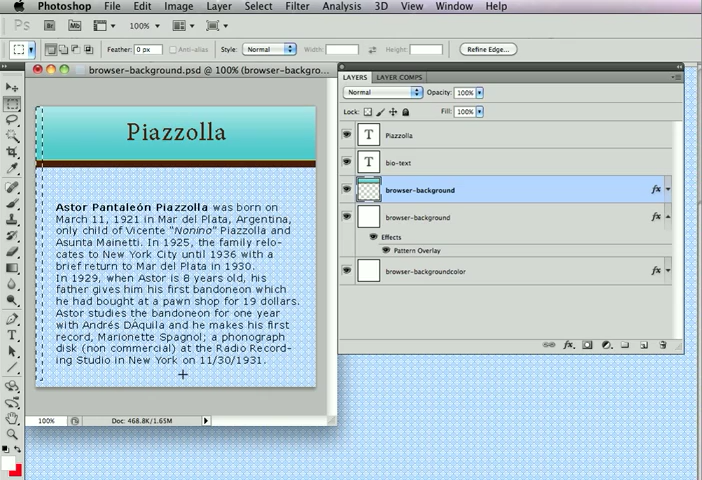 Photoshop File Edit Image Layer Select Filter Analysis 3D View Window Help
Ps Br Mb 100%
Feather: 0 px Anti-alias Style: Normal Width: Height: Refine Edge...
browser-background.psd @ 100% (browser-backgro...
LAYERS LAYER COMPS
Normal Opacity: 100%
Lock: Fill: 100%
T Piazzolla
T bio-text
browser-background fx
browser-background fx
Effects
Pattern Overlay
browser-backgroundcolor fx
fx.
Piazzolla
Astor Pantaleón Piazzolla was born on
March 11, 1921 in Mar del Plata, Argentina,
only child of Vicente "Nonino" Piazzolla and
Asunta Mainetti. In 1925, the family relo-
cates to New York City until 1936 with a
brief return to Mar del Plata in 1930.
In 1929, when Astor is 8 years old, his
father gives him his first bandoneon which
he had bought at a pawn shop for 19 dollars.
Astor studies the bandoneon for one year
with Andrés DÁquila and he makes his first
record, Marionette Spagnol; a phonograph
disk (non commercial) at the Radio Record-
ing Studio in New York on 11/30/1931.
100% Doc: 468.8K/1.65M